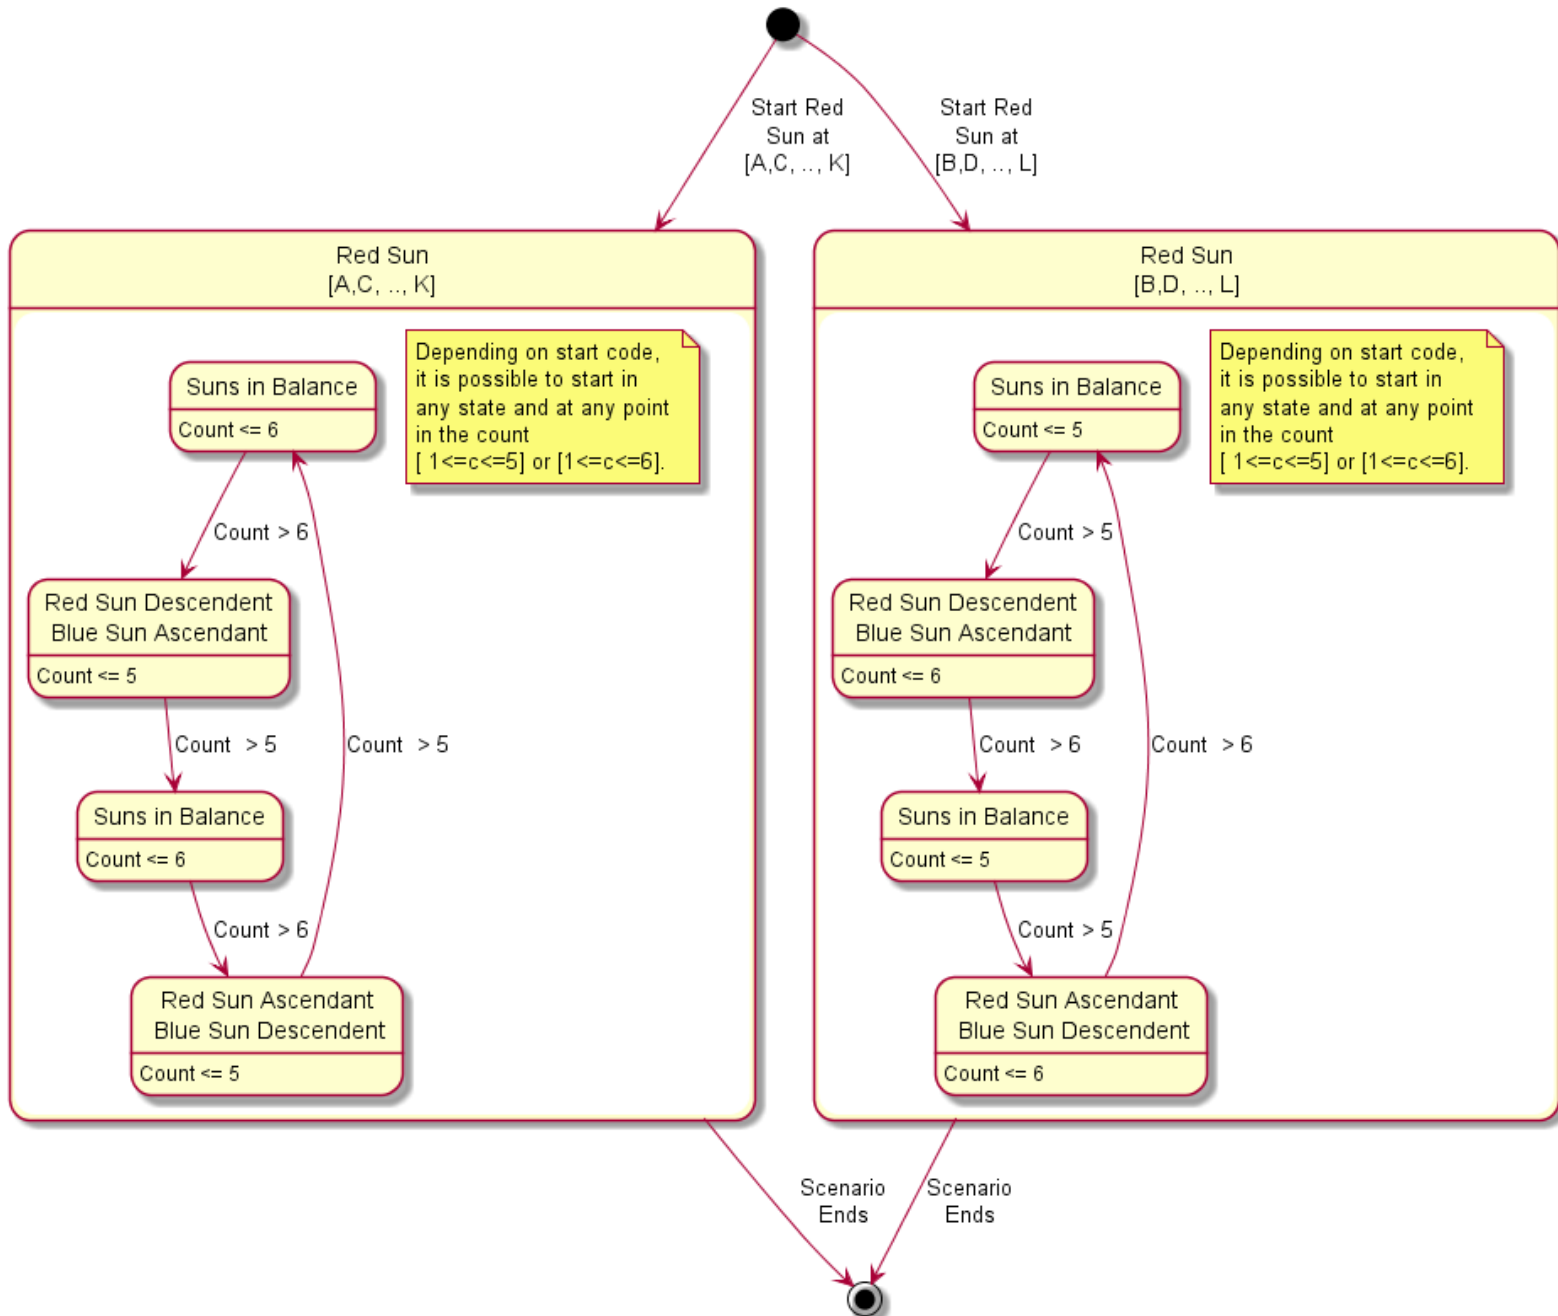 Start Red
Sun at
[A,C, .., K]
Start Red
Sun at
[B,D, .., L]
Red Sun
[A,C, .., K]
Depending on start code,
it is possible to start in
any state and at any point
in the count
[ 1<=c<=5] or [1<=c<=6].
Suns in Balance
Count <= 6
Count > 6
Red Sun Descendent
Blue Sun Ascendant
Count <= 5
Count  > 5
Count  > 5
Suns in Balance
Count <= 6
Count > 6
Red Sun Ascendant
Blue Sun Descendent
Count <= 5
Red Sun
[B,D, .., L]
Depending on start code,
it is possible to start in
any state and at any point
in the count
[ 1<=c<=5] or [1<=c<=6].
Suns in Balance
Count <= 5
Count > 5
Red Sun Descendent
Blue Sun Ascendant
Count <= 6
Count  > 6
Count  > 6
Suns in Balance
Count <= 5
Count > 5
Red Sun Ascendant
Blue Sun Descendent
Count <= 6
Scenario
Ends
Scenario
Ends